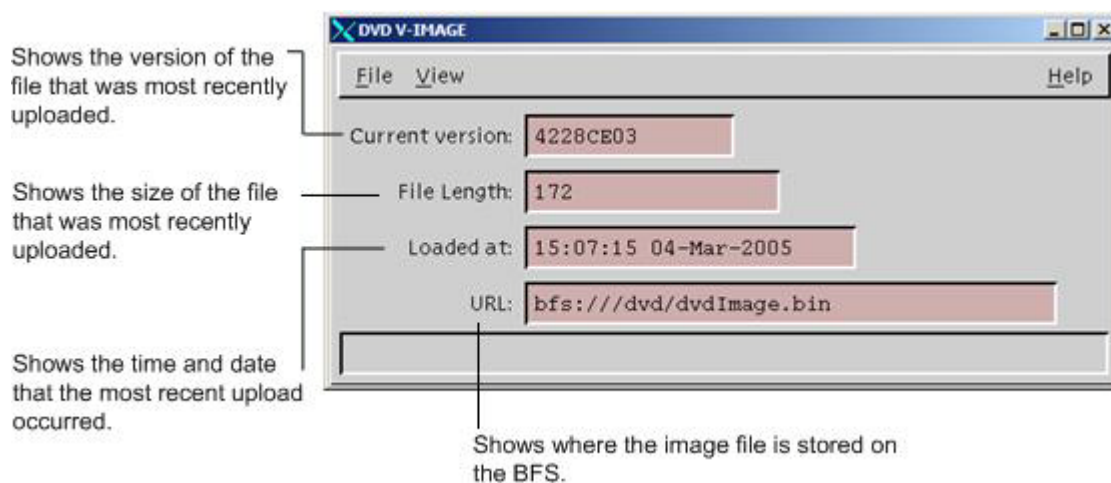 DVD V-IMAGE
File View Help
Shows the version of the
file that was most recently
uploaded.
Current version: 4228CE03
Shows the size of the file
that was most recently
uploaded.
File Length: 172
Loaded at: 15:07:15 04-Mar-2005
URL: bfs:///dvd/dvdImage.bin
Shows the time and date
that the most recent upload
occurred.
Shows where the image file is stored on
the BFS.